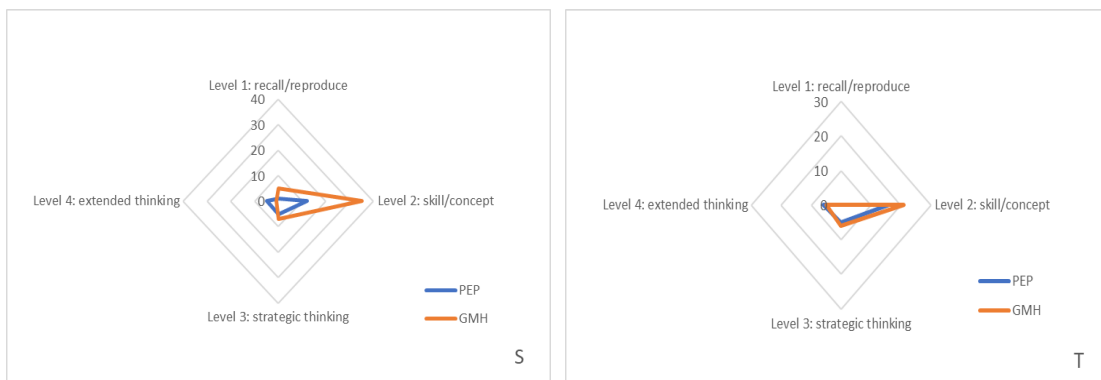 Level 1: recall/reproduce
40
30
20
10
0
Level 4: extended thinking
Level 2: skill/concept
Level 3: strategic thinking
PEP
GMH
S
Level 1: recall/reproduce
30
20
10
0
Level 4: extended thinking
Level 2: skill/concept
Level 3: strategic thinking
PEP
GMH
T